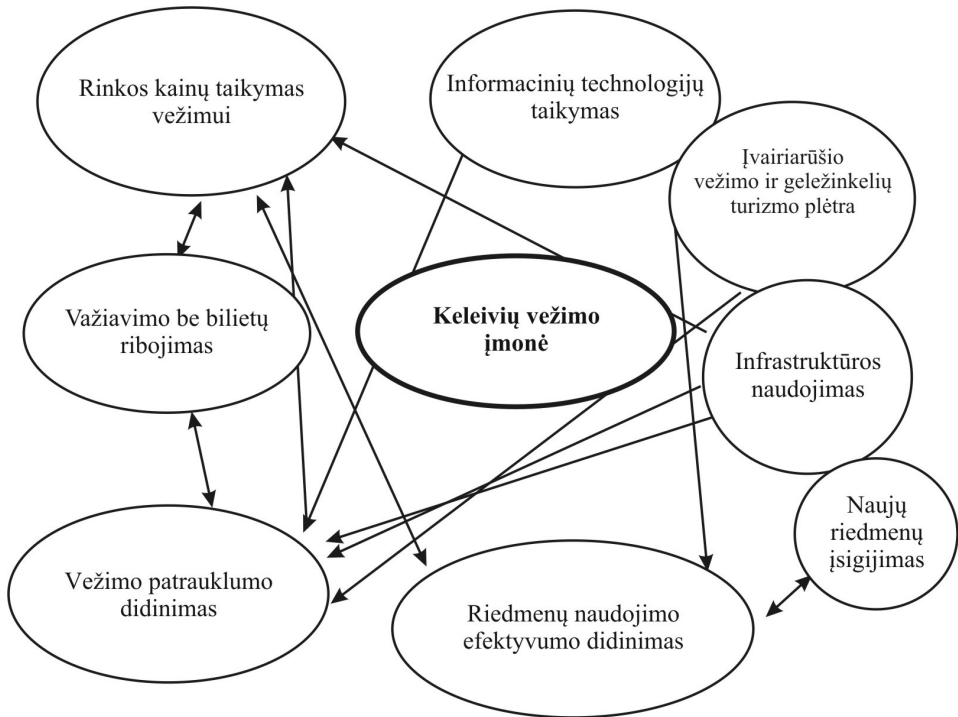 Rinkos kainų taikymas
vežimui
Informacinių technologijų
taikymas
Įvairiarūšio
vežimo ir geležinkelių
turizmo plėtra
Keleivių vežimo
įmonė
Važiavimo be bilietų
ribojimas
Infrastruktūros
naudojimas
Naujų
riedmenų
įsigijimas
Vežimo patrauklumo
didinimas
Riedmenų naudojimo
efektyvumo didinimas